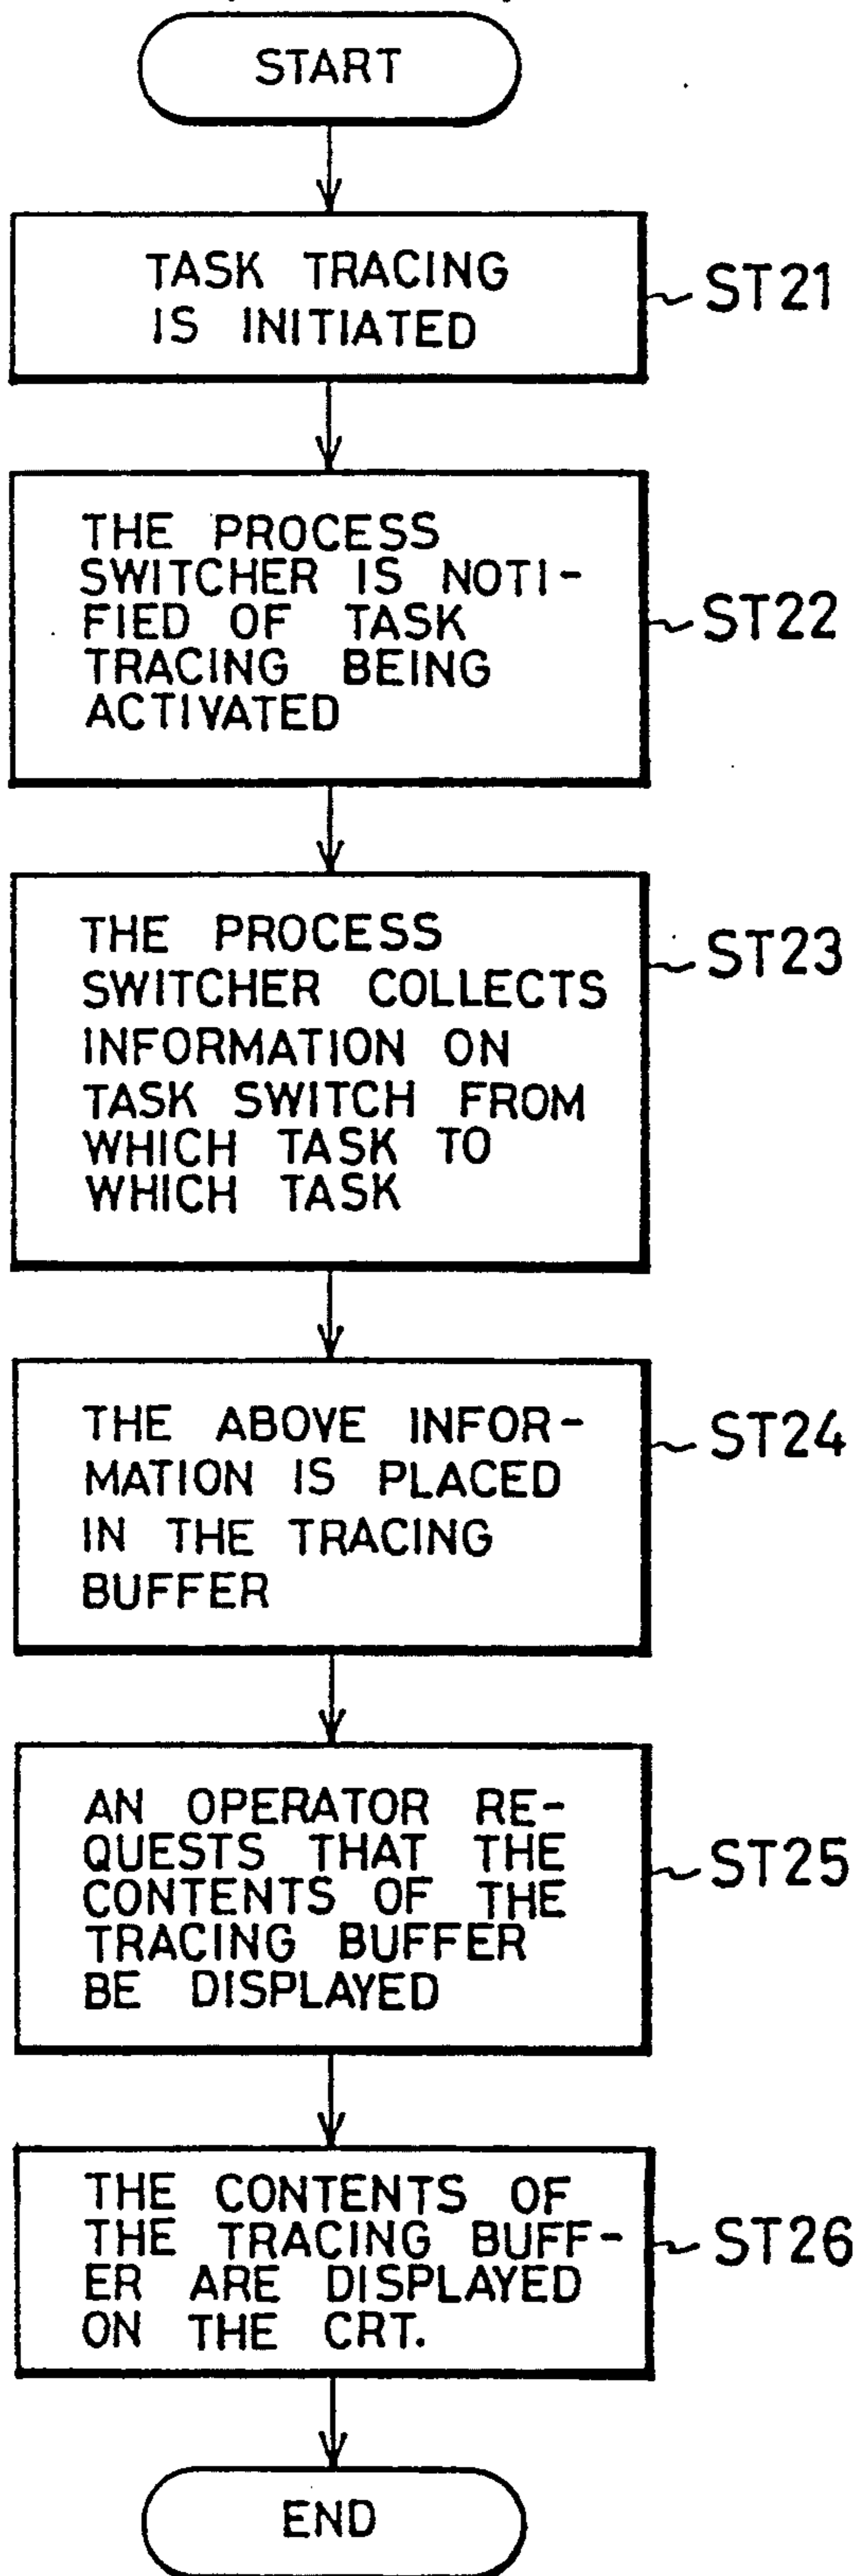 START
TASK TRACING
IS INITIATED
ST21
THE PROCESS
SWITCHER IS NOTI-
FIED OF TASK
TRACING BEING
ACTIVATED
ST22
THE PROCESS
SWITCHER COLLECTS
INFORMATION ON
TASK SWITCH FROM
WHICH TASK TO
WHICH TASK
ST23
THE ABOVE INFOR-
MATION IS PLACED
IN THE TRACING
BUFFER
ST24
AN OPERATOR RE-
QUESTS THAT THE
CONTENTS OF THE
TRACING BUFFER
BE DISPLAYED
ST25
THE CONTENTS OF
THE TRACING BUFF-
ER ARE DISPLAYED
ON THE CRT.
ST26
END